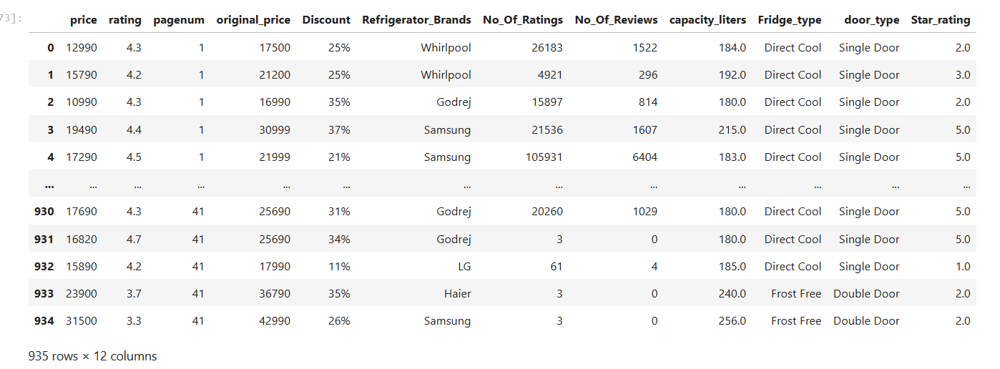 73]:
price rating pagenum original_price Discount Refrigerator_Brands No_Of_Ratings No_Of_Reviews capacity_liters Fridge_type door_type Star_rating
0 12990 4.3 1 17500 25% Whirlpool 26183 1522 184.0 Direct Cool Single Door 2.0
1 15790 4.2 1 21200 25% Whirlpool 4921 296 192.0 Direct Cool Single Door 3.0
2 10990 4.3 1 16990 35% Godrej 15897 814 180.0 Direct Cool Single Door 2.0
3 19490 4.4 1 30999 37% Samsung 21536 1607 215.0 Direct Cool Single Door 5.0
4 17290 4.5 1 21999 21% Samsung 105931 6404 183.0 Direct Cool Single Door 5.0
... ... ... ... ... ... ... ... ... ... ... ... ...
930 17690 4.3 41 25690 31% Godrej 20260 1029 180.0 Direct Cool Single Door 5.0
931 16820 4.7 41 25690 34% Godrej 3 0 180.0 Direct Cool Single Door 5.0
932 15890 4.2 41 17990 11% LG 61 4 185.0 Direct Cool Single Door 1.0
933 23900 3.7 41 36790 35% Haier 3 0 240.0 Frost Free Double Door 2.0
934 31500 3.3 41 42990 26% Samsung 3 0 256.0 Frost Free Double Door 2.0
935 rows × 12 columns